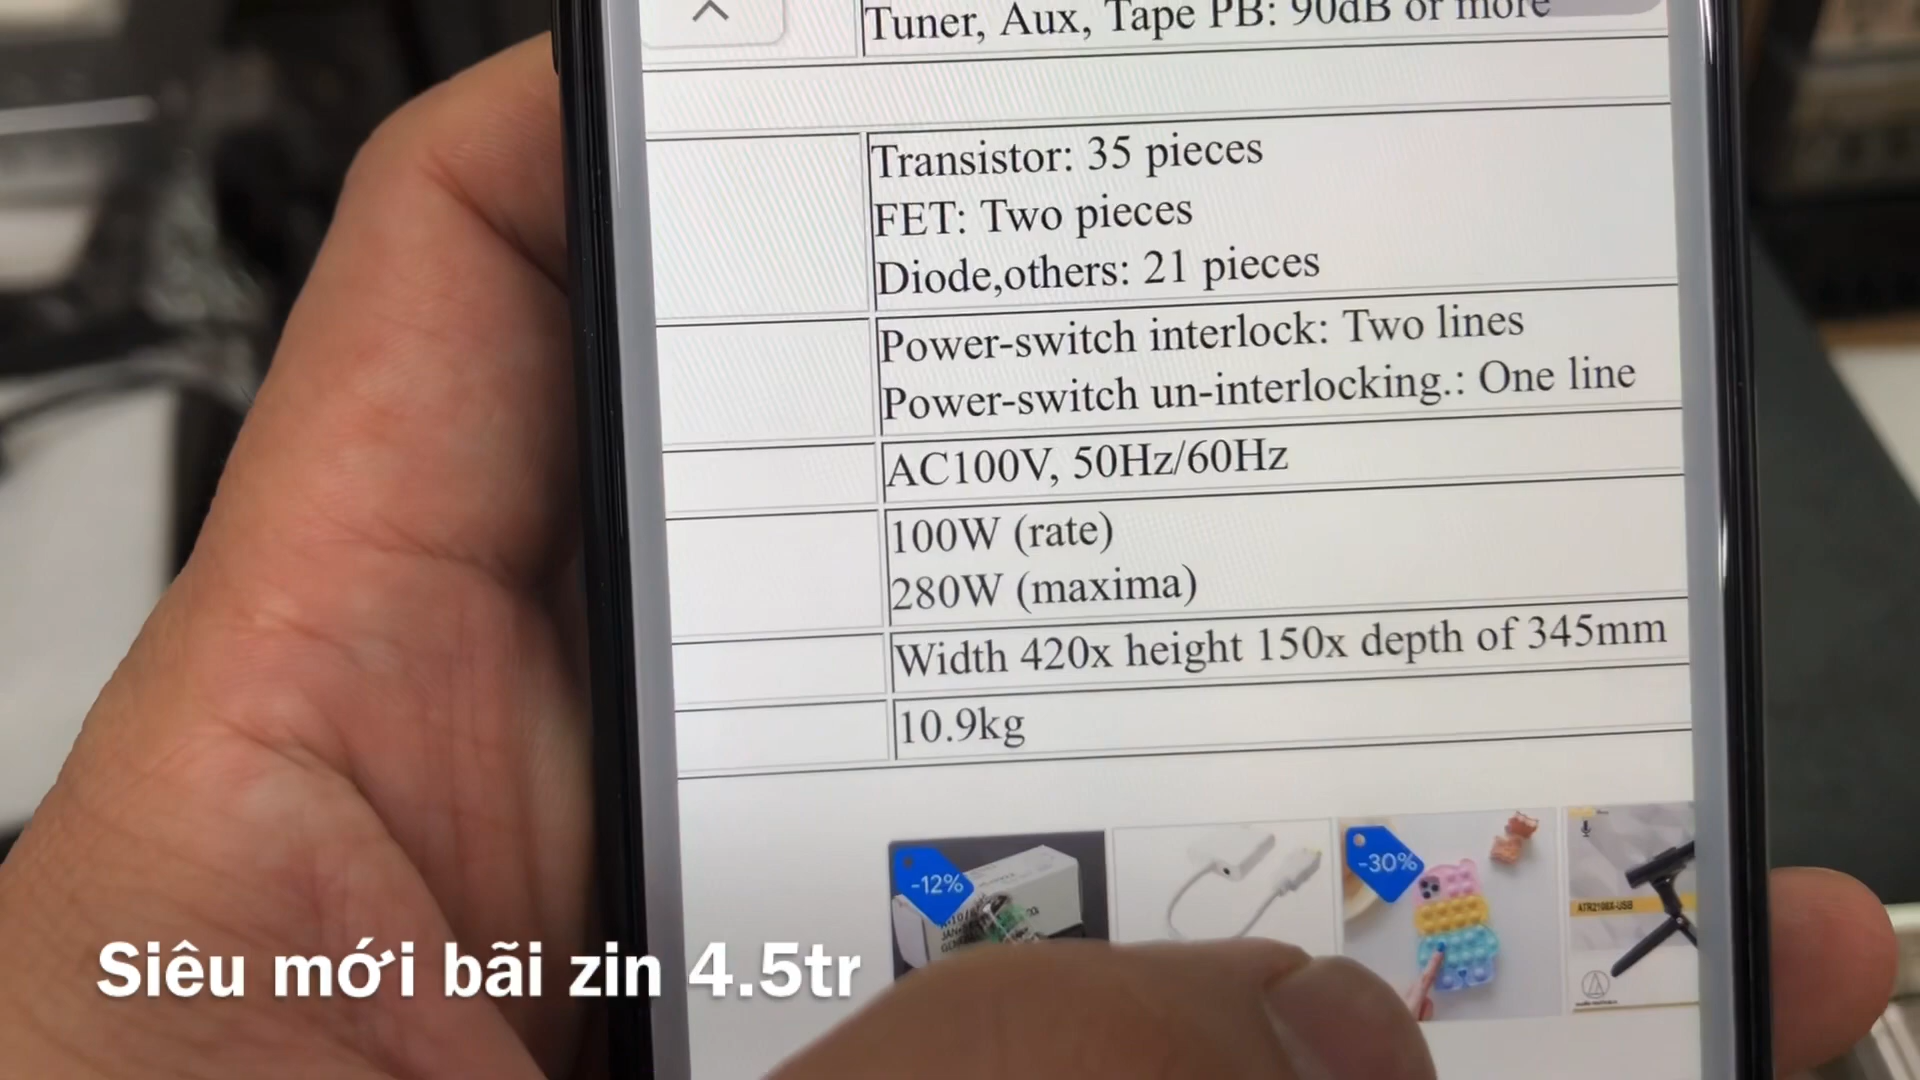 Tuner, Aux, Tape PB: 90dB or more
Transistor: 35 pieces
FET: Two pieces
Diode,others: 21 pieces
Power-switch interlock: Two lines
Power-switch un-interlocking.: One line
AC100V, 50Hz/60Hz
100W (rate)
280W (maxima)
Width 420x height 150x depth of 345mm
10.9kg
-12%
-30%
ATR2100X-USB
Siêu mới bãi zin 4.5tr